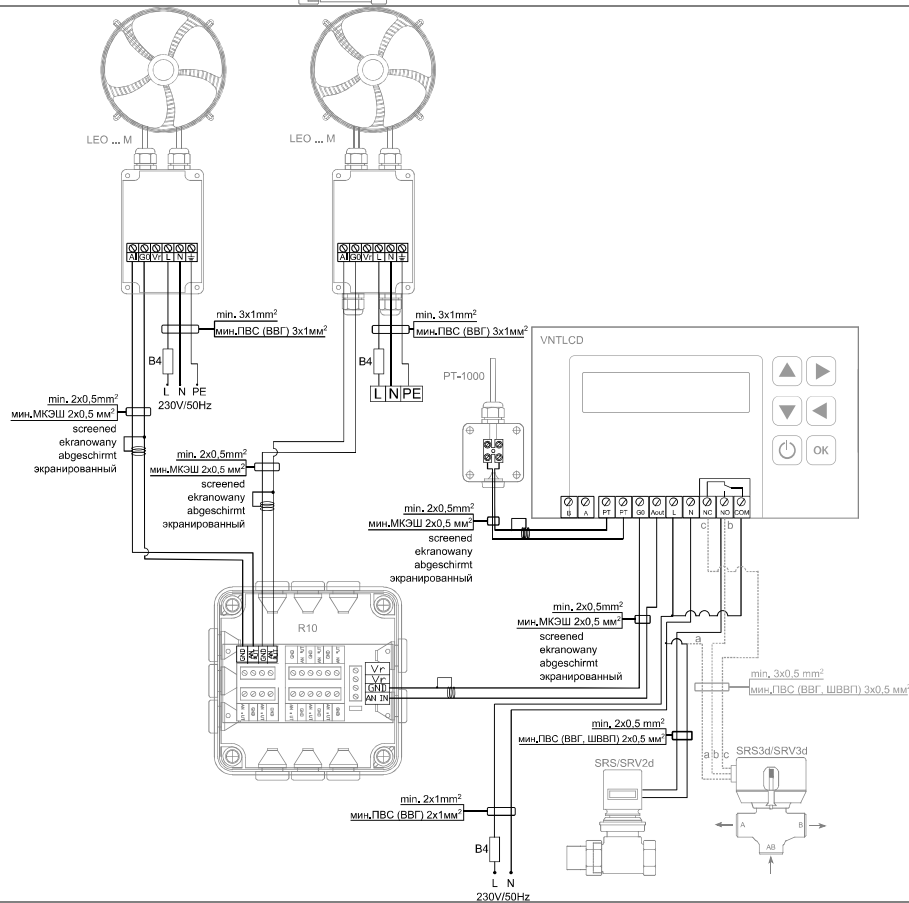 LEO ... M
LEO ... M
AI G0 Vr L N
AI G0 Vr L N
min. 3x1mm²
мин.ПВС (ВВГ) 3x1мм²
min. 3x1mm²
мин.ПВС (ВВГ) 3x1мм²
B4
L N PE
230V/50Hz
B4
L N PE
VNTLCD
OK
PT-1000
min. 2x0,5mm²
мин.МКЭШ 2x0,5 мм²
screened
ekranowany
abgeschirmt
экранированный
min. 2x0,5mm²
мин.МКЭШ 2x0,5 мм²
screened
ekranowany
abgeschirmt
экранированный
min. 2x0,5mm²
мин.МКЭШ 2x0,5 мм²
screened
ekranowany
abgeschirmt
экранированный
B A PT PT G0 Aout L N NC NO COM
c b
a
R10
GND GND
Vr
Vr
GND
AN IN
min. 2x0,5mm²
мин.МКЭШ 2x0,5 мм²
screened
ekranowany
abgeschirmt
экранированный
min. 3x0,5 mm²
мин.ПВС (ВВГ, ШВВП) 3x0,5 мм²
min. 2x0,5 mm²
мин.ПВС (ВВГ, ШВВП) 2x0,5 мм²
a b c
SRS3d/SRV3d
SRS/SRV2d
A B
AB
min. 2x1mm²
мин.ПВС (ВВГ) 2x1мм²
B4
L N
230V/50Hz